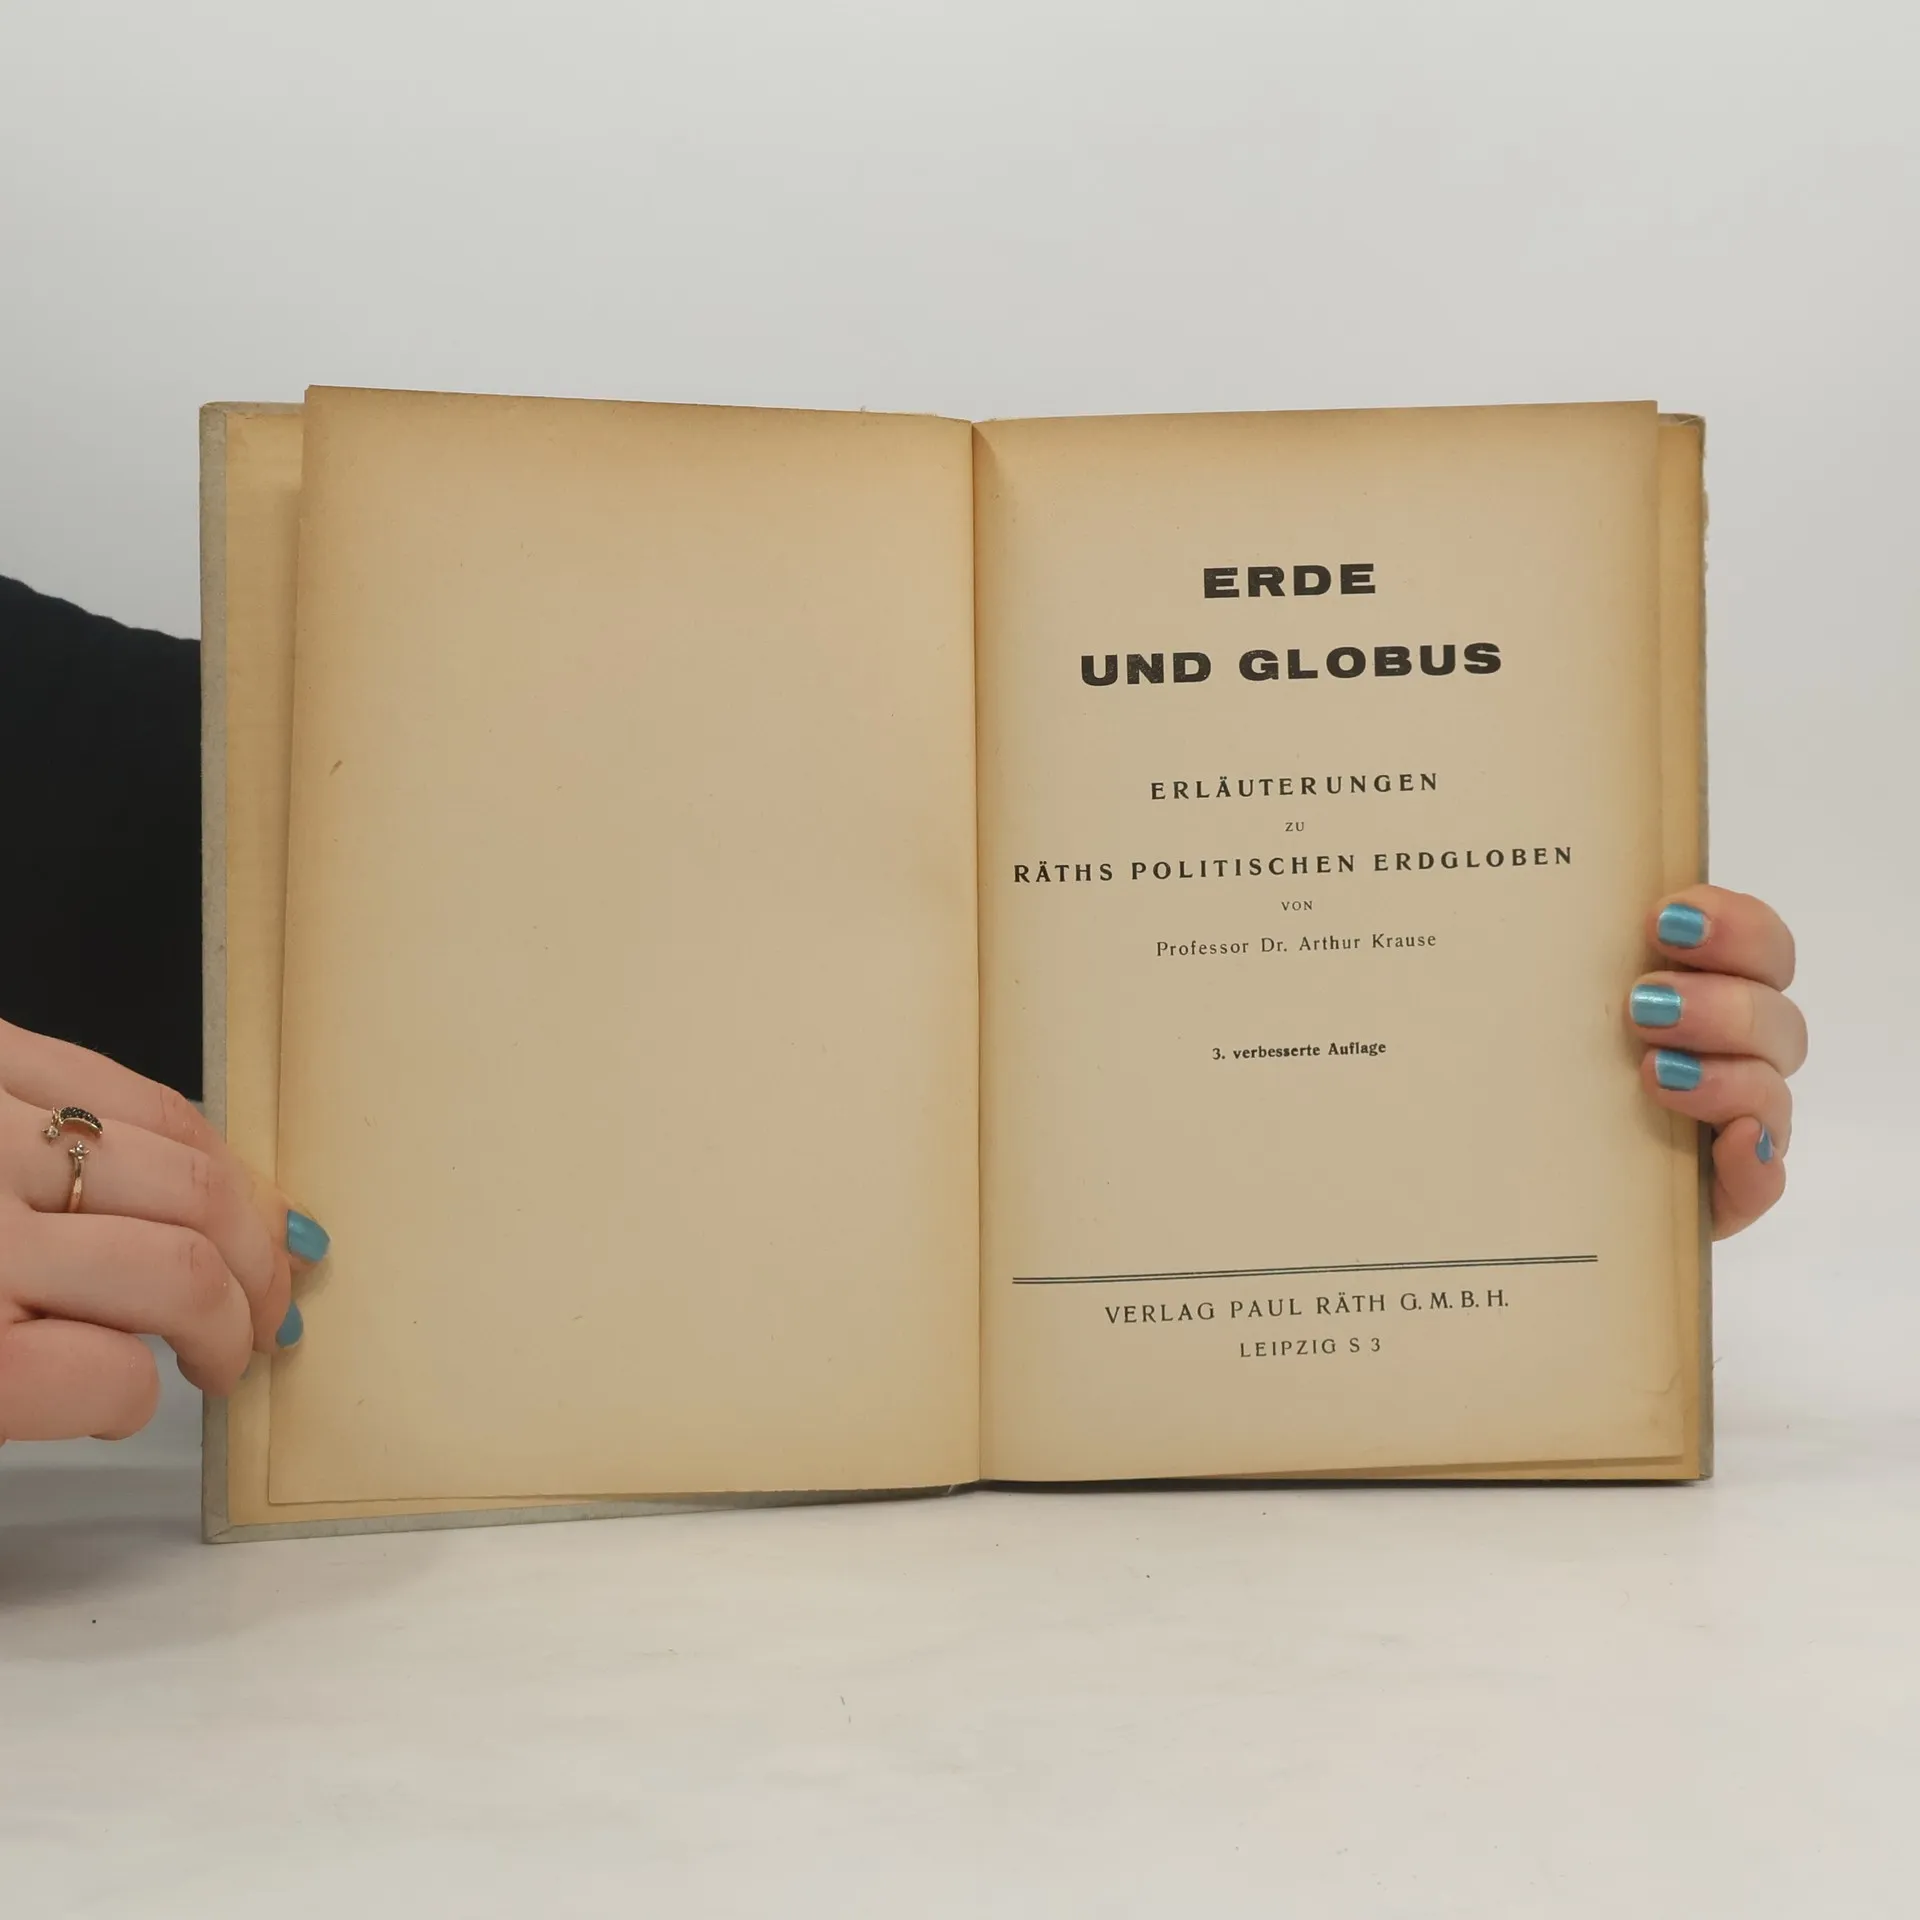 ERDE
UND GLOBUS
ERLÄUTERUNGEN
ZU
RÄTHS POLITISCHEN ERDGLOBEN
VON
Professor Dr. Arthur Krause
3. verbesserte Auflage
VERLAG PAUL RÄTH G. M. B. H.
LEIPZIG S 3